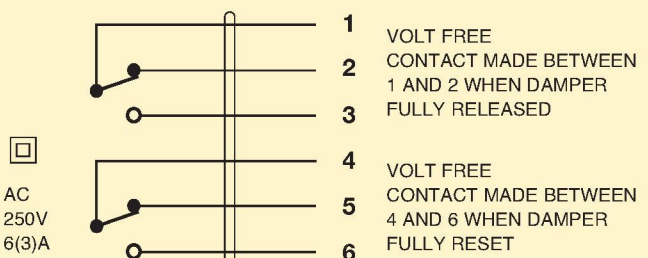 1
VOLT FREE
2
CONTACT MADE BETWEEN
1 AND 2 WHEN DAMPER
3
FULLY RELEASED
4
VOLT FREE
AC
5
CONTACT MADE BETWEEN
250V
4 AND 6 WHEN DAMPER
6(3)A
6
FULLY RESET